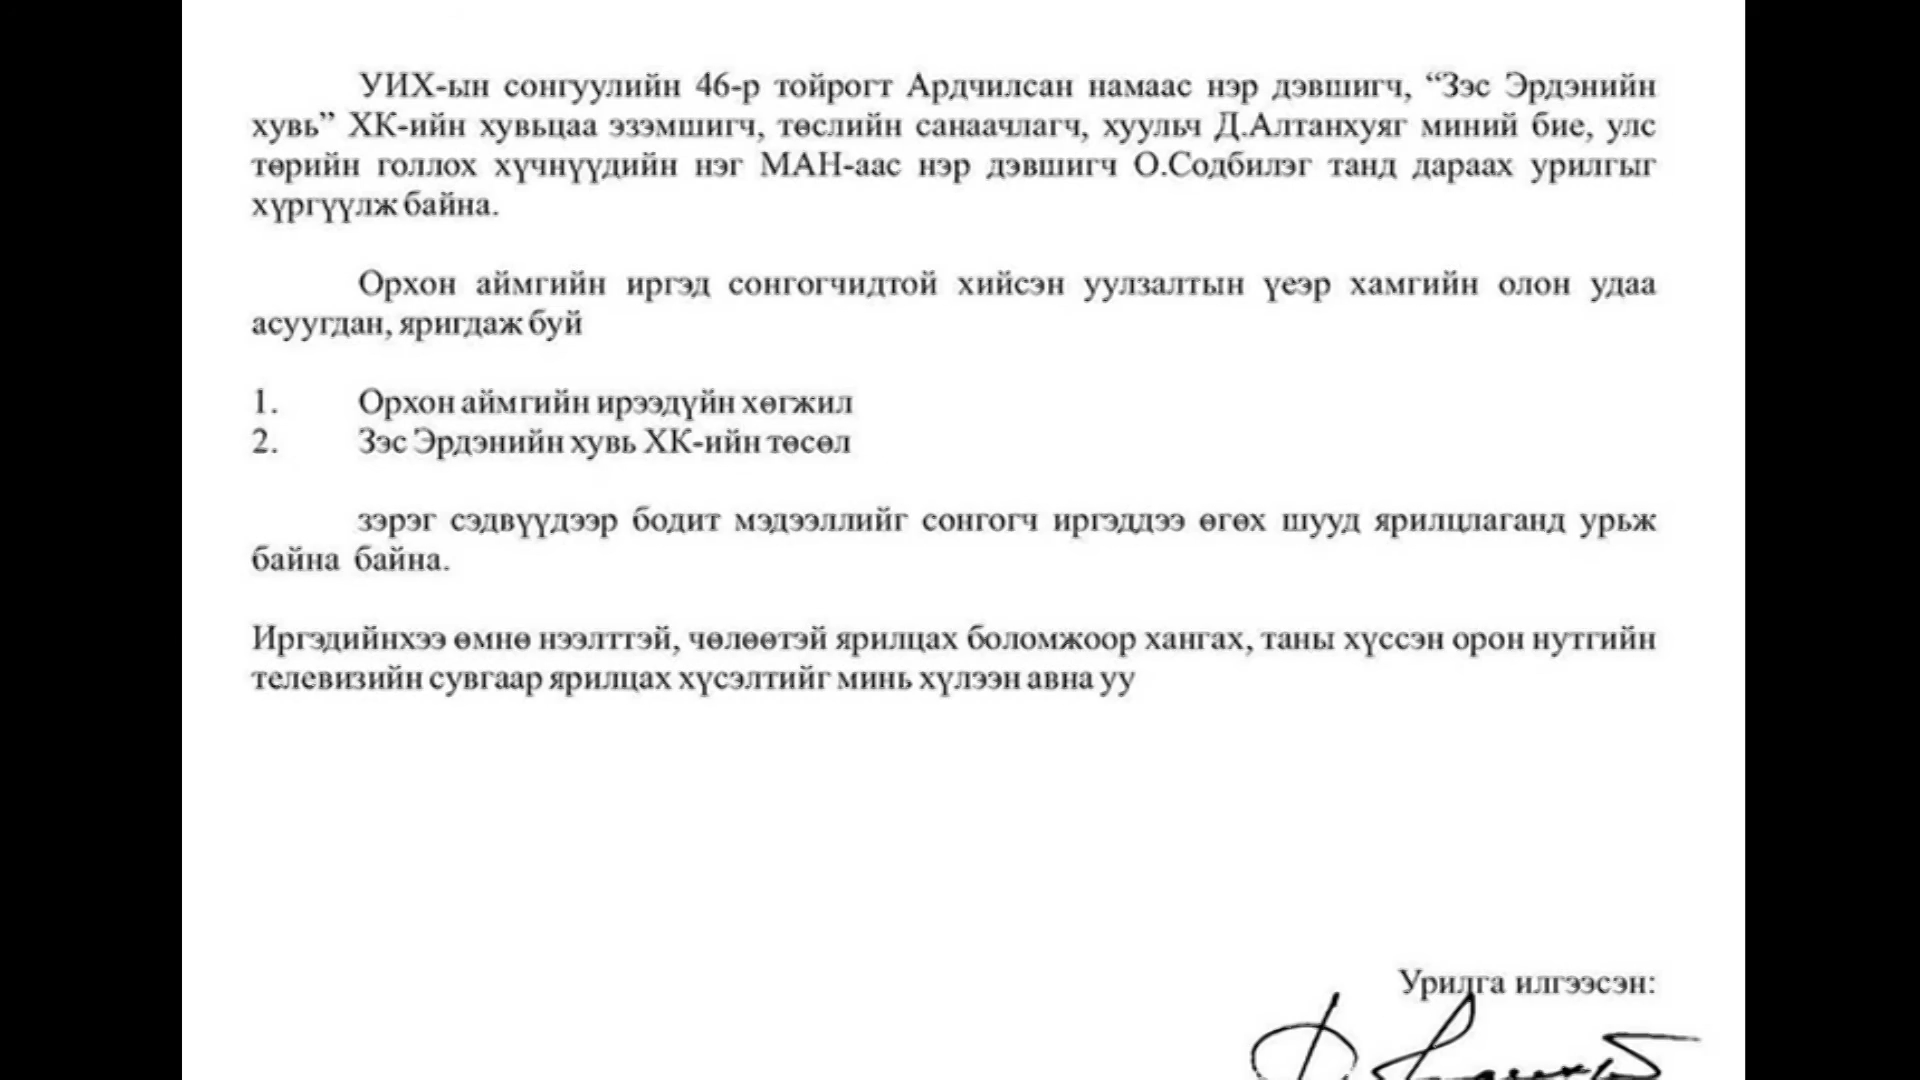 УИХ-ын сонгуулийн 46-р тойрогт Ардчилсан намаас нэр дэвшигч, “Зэс Эрдэнийн
хувь” ХК-ийн хувьцаа эзэмшигч, төслийн санаачлагч, хуульч Д.Алтанхуяг миний бие, улс
төрийн голлох хүчнүүдийн нэг МАН-аас нэр дэвшигч О.Содбилэг танд дараах урилгыг
хүргүүлж байна.
Орхон аймгийн иргэд сонгогчидтой хийсэн уулзалтын үеэр хамгийн олон удаа
асуугдан, яригдаж буй
1. Орхон аймгийн ирээдүйн хөгжил
2. Зэс Эрдэнийн хувь ХК-ийн төсөл
зэрэг сэдвүүдээр бодит мэдээллийг сонгогч иргэддээ өгөх шууд ярилцлаганд урьж
байна байна.
Иргэдийнхээ өмнө нээлттэй, чөлөөтэй ярилцах боломжоор хангах, таны хүссэн орон нутгийн
телевизийн сувгаар ярилцах хүсэлтийг минь хүлээн авна уу
Урилга илгээсэн: